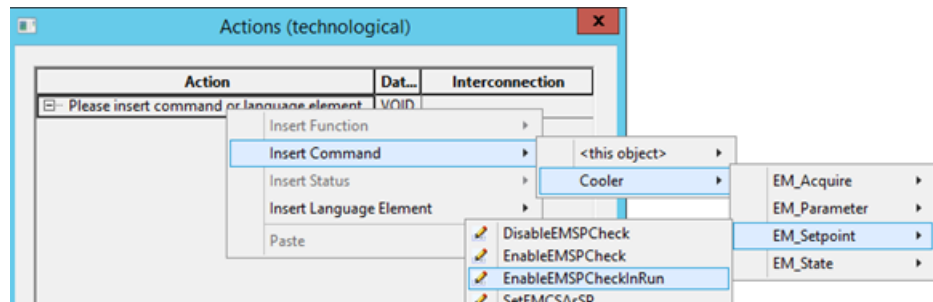 Actions (technological)
x
Action Dat... Interconnection
Please insert command or language element VOID
Insert Function
Insert Command
Insert Status
Insert Language Element
Paste
<this object>
Cooler
EM_Acquire
EM_Parameter
EM_Setpoint
EM_State
DisableEMSPCheck
EnableEMSPCheck
EnableEMSPCheckInRun
SetEMCSAsSP